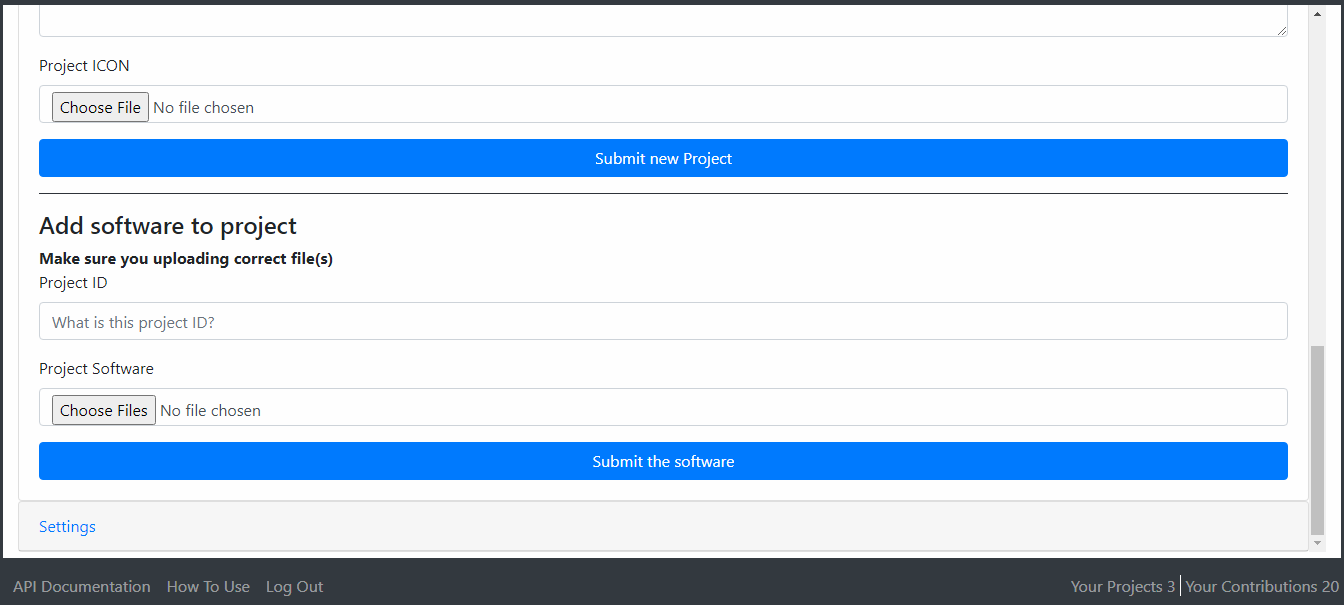 Project ICON
Choose File No file chosen
Submit new Project
Add software to project
Make sure you uploading correct file(s)
Project ID
What is this project ID?
Project Software
Choose Files No file chosen
Submit the software
Settings
API Documentation How To Use Log Out Your Projects 3 Your Contributions 20